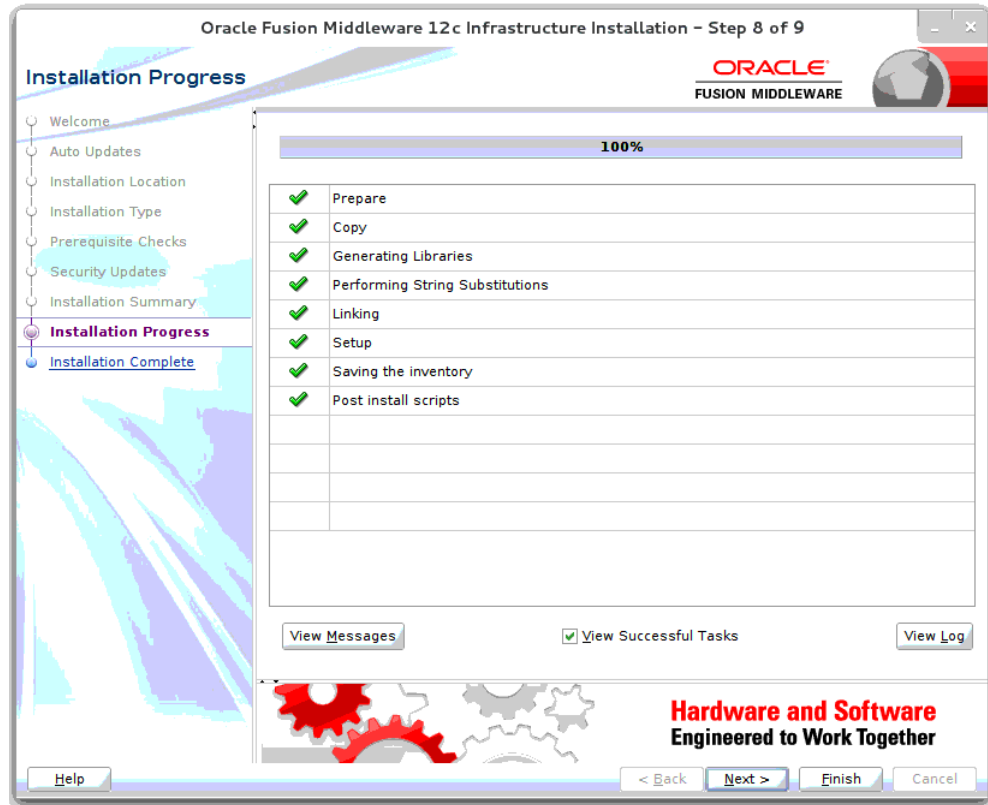 Oracle Fusion Middleware 12c Infrastructure Installation – Step 8 of 9
Installation Progress
ORACLE
FUSION MIDDLEWARE
Welcome
Auto Updates
Installation Location
Installation Type
Prerequisite Checks
Security Updates
Installation Summary
Installation Progress
Installation Complete
100%
Prepare
Copy
Generating Libraries
Performing String Substitutions
Linking
Setup
Saving the inventory
Post install scripts
View Messages
View Successful Tasks
View Log
Hardware and Software
Engineered to Work Together
Help
< Back
Next >
Finish
Cancel